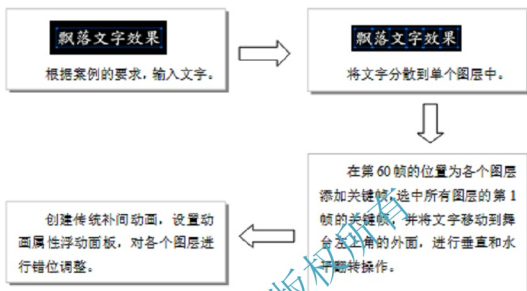 飘落文字效果
根据案例的要求，输入文字。
飘落文字效果
将文字分散到单个图层中。
在第60帧的位置为各个图层
添加关键帧，选中所有图层的第1
帧的关键帧，并将文字移动到舞
台左上角的外面，进行垂直和水
平翻转操作。
创建传统补间动画，设置动
画属性浮动面板，对各个图层进
行错位调整。
版权所有